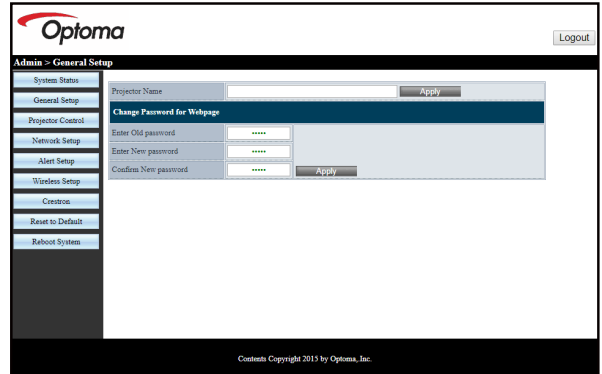 Optoma
Logout
Admin > General Setup
System Status
General Setup
Projector Control
Network Setup
Alert Setup
Wireless Setup
Crestron
Reset to Default
Reboot System
Projector Name
Apply
Change Password for Webpage
Enter Old password •••••
Enter New password •••••
Confirm New password ••••• Apply
Contents Copyright 2015 by Optoma, Inc.